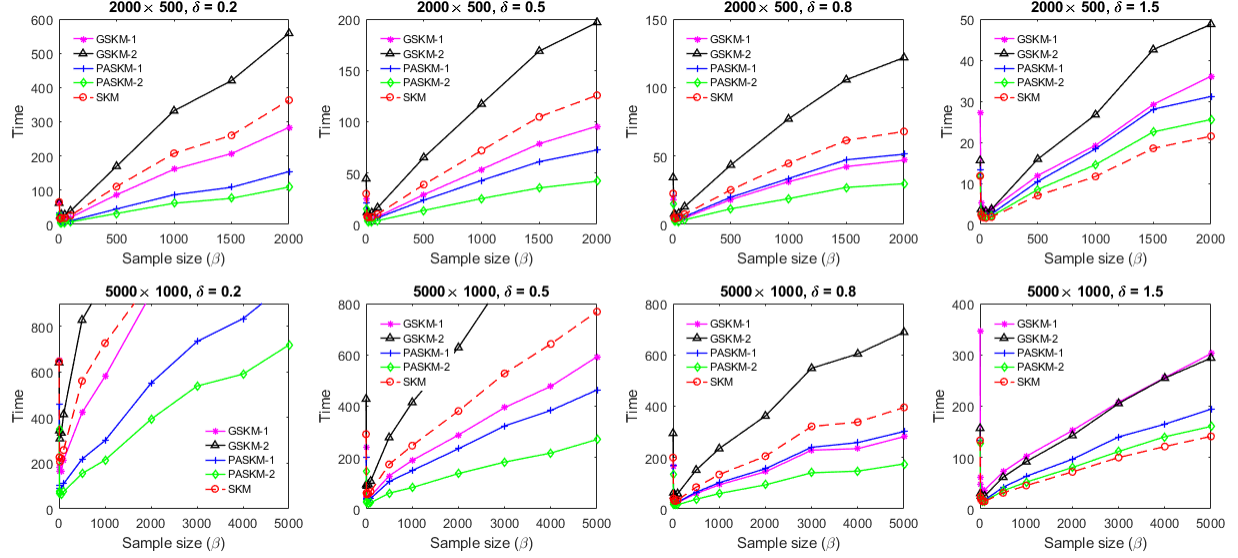 2000 × 500, δ = 0.2
600
500
400
300
200
100
0
Time
GSKM-1
GSKM-2
PASKM-1
PASKM-2
SKM
0 500 1000 1500 2000
Sample size (β)
2000 × 500, δ = 0.5
200
150
100
50
0
Time
GSKM-1
GSKM-2
PASKM-1
PASKM-2
SKM
0 500 1000 1500 2000
Sample size (β)
2000 × 500, δ = 0.8
150
100
50
0
Time
GSKM-1
GSKM-2
PASKM-1
PASKM-2
SKM
0 500 1000 1500 2000
Sample size (β)
2000 × 500, δ = 1.5
50
40
30
20
10
0
Time
GSKM-1
GSKM-2
PASKM-1
PASKM-2
SKM
0 500 1000 1500 2000
Sample size (β)
5000 × 1000, δ = 0.2
800
600
400
200
0
Time
GSKM-1
GSKM-2
PASKM-1
PASKM-2
SKM
0 1000 2000 3000 4000 5000
Sample size (β)
5000 × 1000, δ = 0.5
800
600
400
200
0
Time
GSKM-1
GSKM-2
PASKM-1
PASKM-2
SKM
0 1000 2000 3000 4000 5000
Sample size (β)
5000 × 1000, δ = 0.8
800
600
400
200
0
Time
GSKM-1
GSKM-2
PASKM-1
PASKM-2
SKM
0 1000 2000 3000 4000 5000
Sample size (β)
5000 × 1000, δ = 1.5
400
300
200
100
0
Time
GSKM-1
GSKM-2
PASKM-1
PASKM-2
SKM
0 1000 2000 3000 4000 5000
Sample size (β)